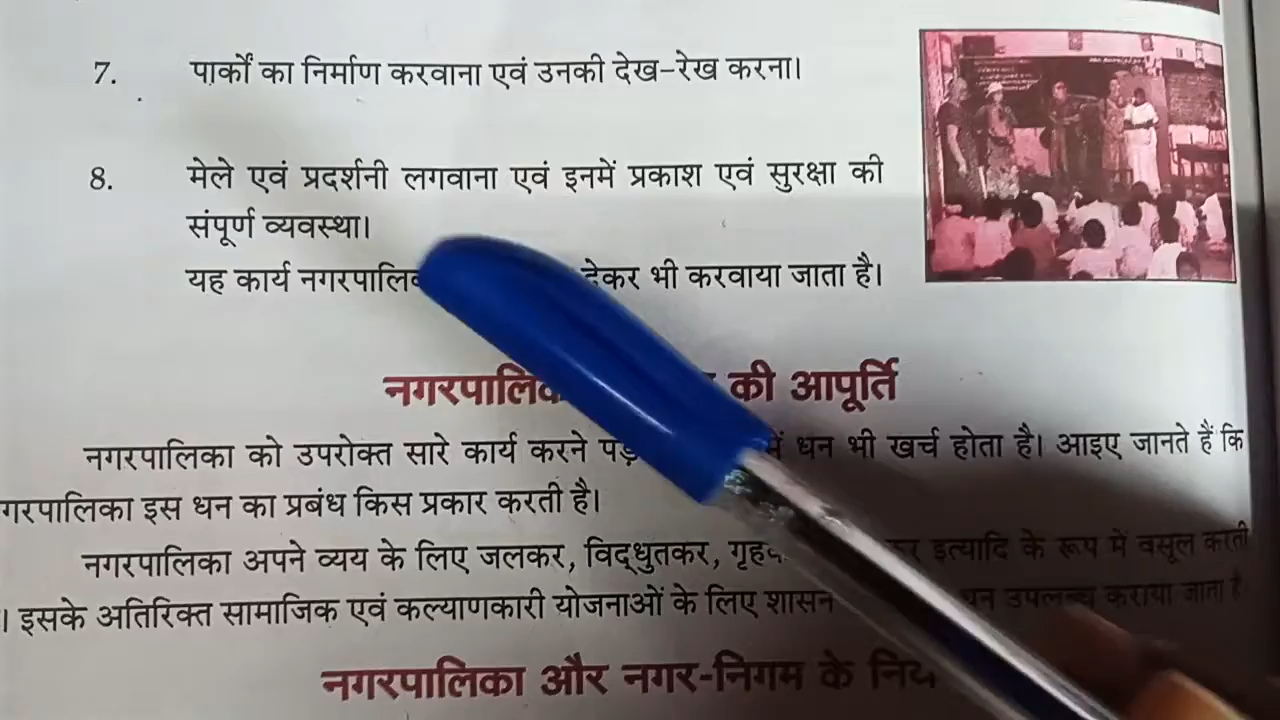 7. पार्कों का निर्माण करवाना एवं उनकी देख-रेख करना।
8. मेले एवं प्रदर्शनी लगवाना एवं इनमें प्रकाश एवं सुरक्षा की
संपूर्ण व्यवस्था।
यह कार्य देकर भी करवाया जाता है।
की आपूर्ति
नगरपालिका को उपरोक्त सारे कार्य करने में धन भी खर्च होता है। आइए जानते हैं कि
गरपालिका इस धन का प्रबंध किस प्रकार करती है।
नगरपालिका अपने व्यय के लिए जलकर, विद्धुतकर, इत्यादि के रूप में वसूल करती
। इसके अतिरिक्त सामाजिक एवं कल्याणकारी योजनाओं के लिए शासन धन उपलब्ध कराया जाता है
नगरपालिका और नगर-निगम के